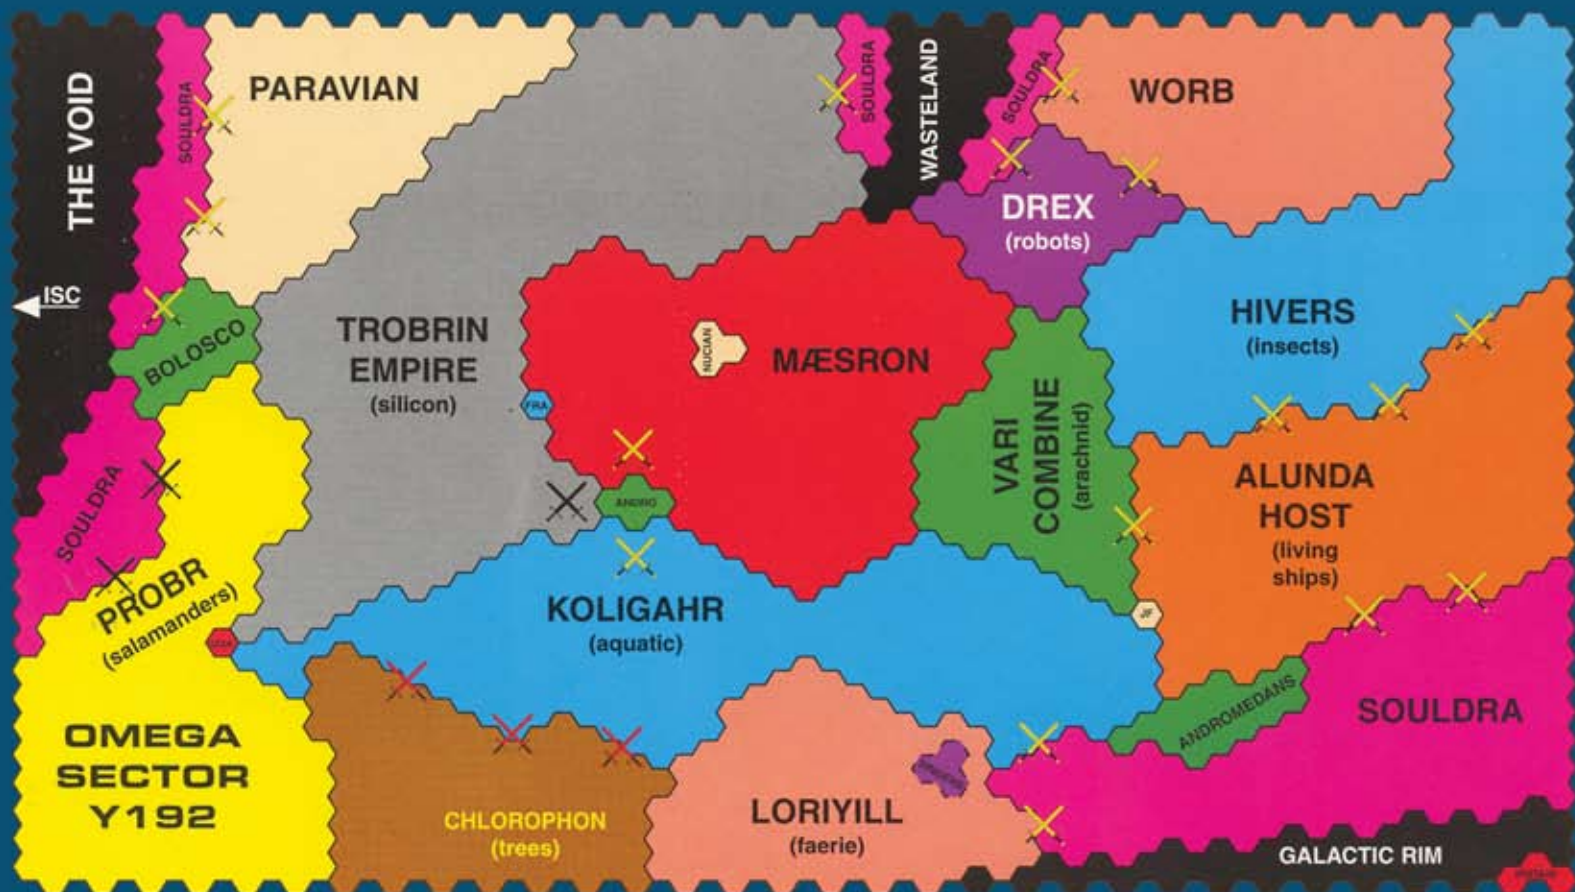 THE VOID
SOULDRA
PARAVIAN
SOULDRA
WASTELAND
SOULDRA
WORB
DREX
(robots)
ISC
BOLOSCO
TROBRIN
EMPIRE
(silicon)
NUCIAN
MÆSRON
HIVERS
(insects)
FRA
VARI
COMBINE
(arachnid)
ALUNDA
HOST
(living
ships)
SOULDRA
ANDRO
PROBR
(salamanders)
KOLIGAHR
(aquatic)
JF
ANDROMEDANS
SOULDRA
OMEGA
SECTOR
Y192
CHLOROPHON
(trees)
LORIYILL
(faerie)
GALACTIC RIM